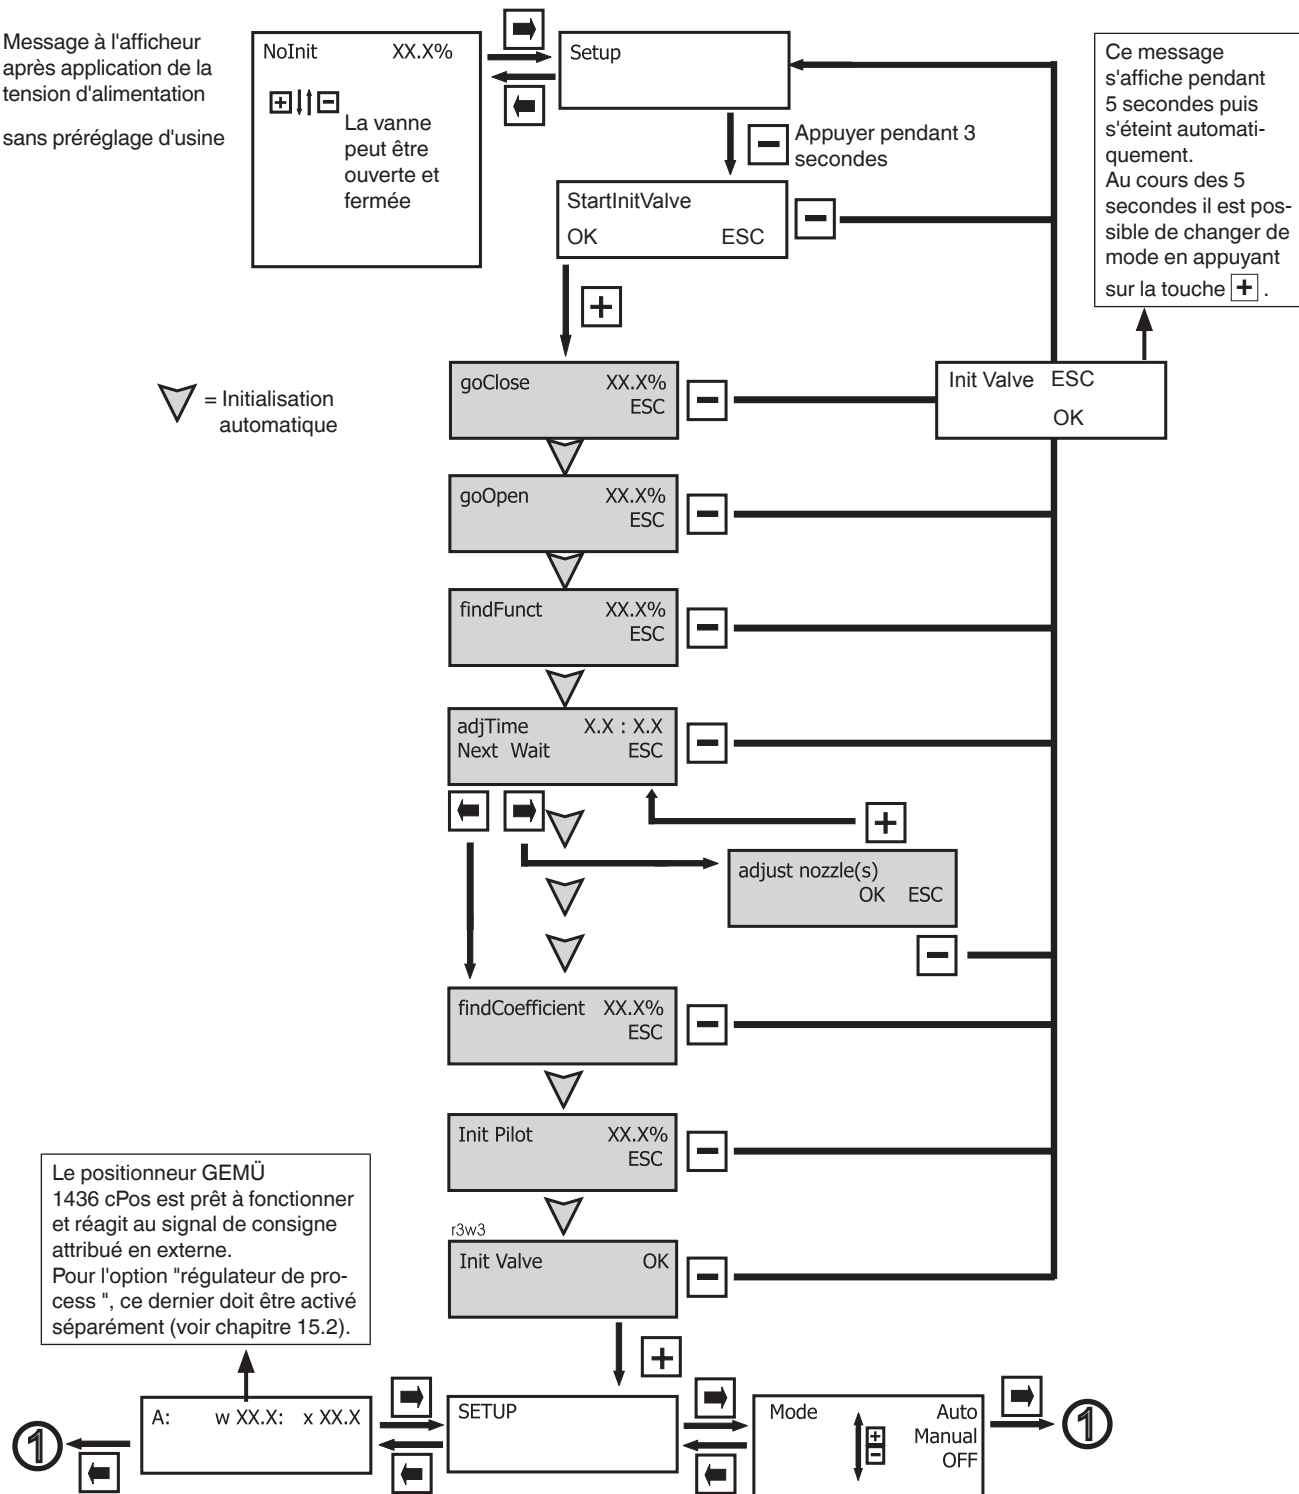 Message à l'afficheur
après application de la
tension d'alimentation
sans préréglage d'usine
NoInit XX.X%
+ −
La vanne
peut être
ouverte et
fermée
Setup
− Appuyer pendant 3
secondes
StartInitValve
OK ESC
−
+
Ce message
s'affiche pendant
5 secondes puis
s'éteint automati-
quement.
Au cours des 5
secondes il est pos-
sible de changer de
mode en appuyant
sur la touche + .
= Initialisation
automatique
goClose XX.X%
ESC
−
Init Valve ESC
OK
goOpen XX.X%
ESC
−
findFunct XX.X%
ESC
−
adjTime X.X : X.X
Next Wait ESC
−
+
adjust nozzle(s)
OK ESC
−
findCoefficient XX.X%
ESC
−
Init Pilot XX.X%
ESC
−
r3w3
Init Valve OK
−
+
Le positionneur GEMÜ
1436 cPos est prêt à fonctionner
et réagit au signal de consigne
attribué en externe.
Pour l'option "régulateur de pro-
cess ", ce dernier doit être activé
séparément (voir chapitre 15.2).
1
A: w XX.X: x XX.X
SETUP
Mode Auto
+ Manual
− OFF
1